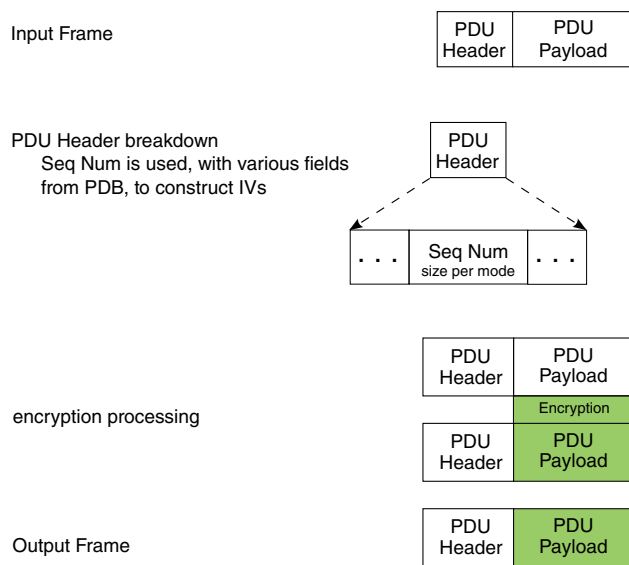 Input Frame
PDU Header
PDU Payload
PDU Header breakdown
Seq Num is used, with various fields
from PDB, to construct IVs
PDU Header
. . .
Seq Num
size per mode
. . .
PDU Header
PDU Payload
encryption processing
Encryption
PDU Header
PDU Payload
Output Frame
PDU Header
PDU Payload